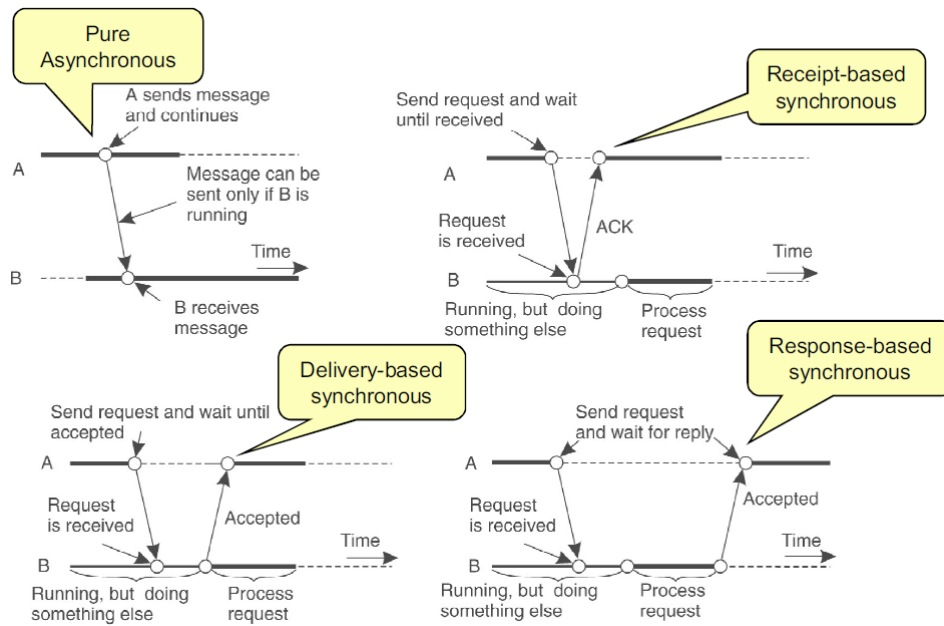 Pure
Asynchronous
A sends message
and continues
A
Message can be
sent only if B is
running
Time
B
B receives
message
Receipt-based
synchronous
Send request and wait
until received
A
Request
is received
ACK
Time
B
Running, but doing
something else
Process
request
Delivery-based
synchronous
Send request and wait until
accepted
A
Request
is received
Accepted
Time
B
Running, but doing
something else
Process
request
Response-based
synchronous
Send request
and wait for reply
A
Request
is received
Accepted
Time
B
Running, but doing
something else
Process
request